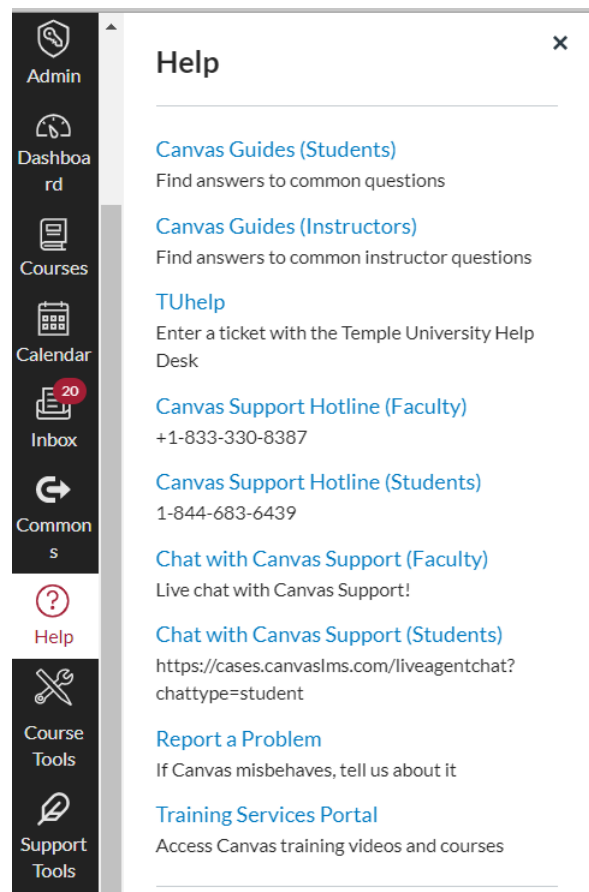 Admin
Dashboa
rd
Courses
Calendar
20
Inbox
Common
s
Help
Course
Tools
Support
Tools
Help
×
Canvas Guides (Students)
Find answers to common questions
Canvas Guides (Instructors)
Find answers to common instructor questions
TUhelp
Enter a ticket with the Temple University Help
Desk
Canvas Support Hotline (Faculty)
+1-833-330-8387
Canvas Support Hotline (Students)
1-844-683-6439
Chat with Canvas Support (Faculty)
Live chat with Canvas Support!
Chat with Canvas Support (Students)
https://cases.canvaslms.com/liveagentchat?
chattype=student
Report a Problem
If Canvas misbehaves, tell us about it
Training Services Portal
Access Canvas training videos and courses